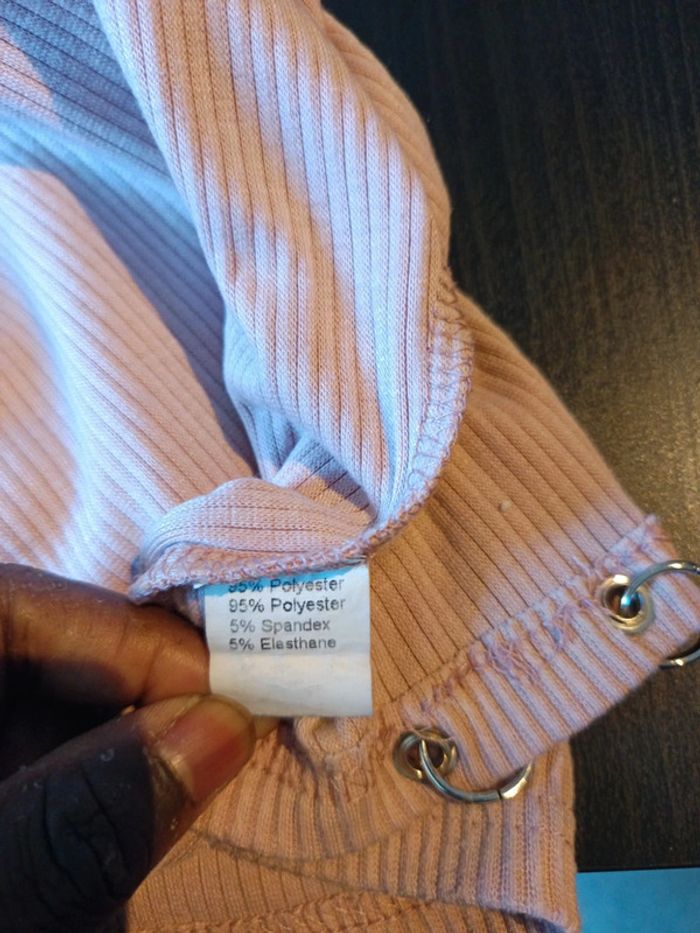 95% Polyester
95% Polyester
5% Spandex
5% Elasthane